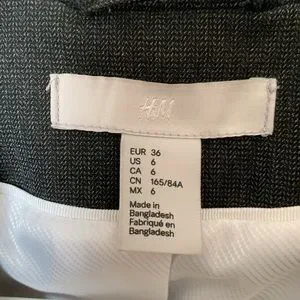 H&M
EUR 36
US 6
CA 6
CN 165/84A
MX 6
Made in
Bangladesh
Fabriqué en
Bangladesh